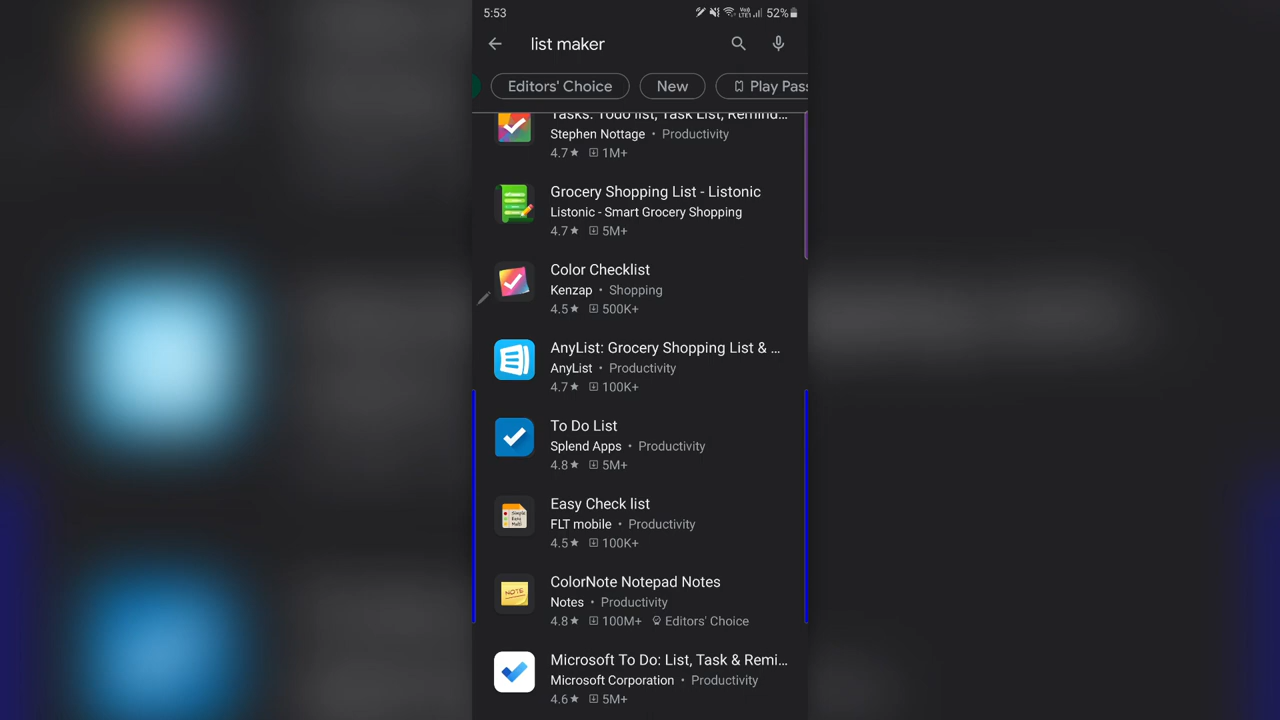 5:53 52%
list maker
Editors' Choice New Play Pas
Tasks: Todo list, Task List, Remind...
Stephen Nottage • Productivity
4.7★ 1M+
Grocery Shopping List - Listonic
Listonic - Smart Grocery Shopping
4.7★ 5M+
Color Checklist
Kenzap • Shopping
4.5★ 500K+
AnyList: Grocery Shopping List & ...
AnyList • Productivity
4.7★ 100K+
To Do List
Splend Apps • Productivity
4.8★ 5M+
Easy Check list
FLT mobile • Productivity
4.5★ 100K+
NOTE
ColorNote Notepad Notes
Notes • Productivity
4.8★ 100M+ Editors' Choice
Microsoft To Do: List, Task & Remi...
Microsoft Corporation • Productivity
4.6★ 5M+